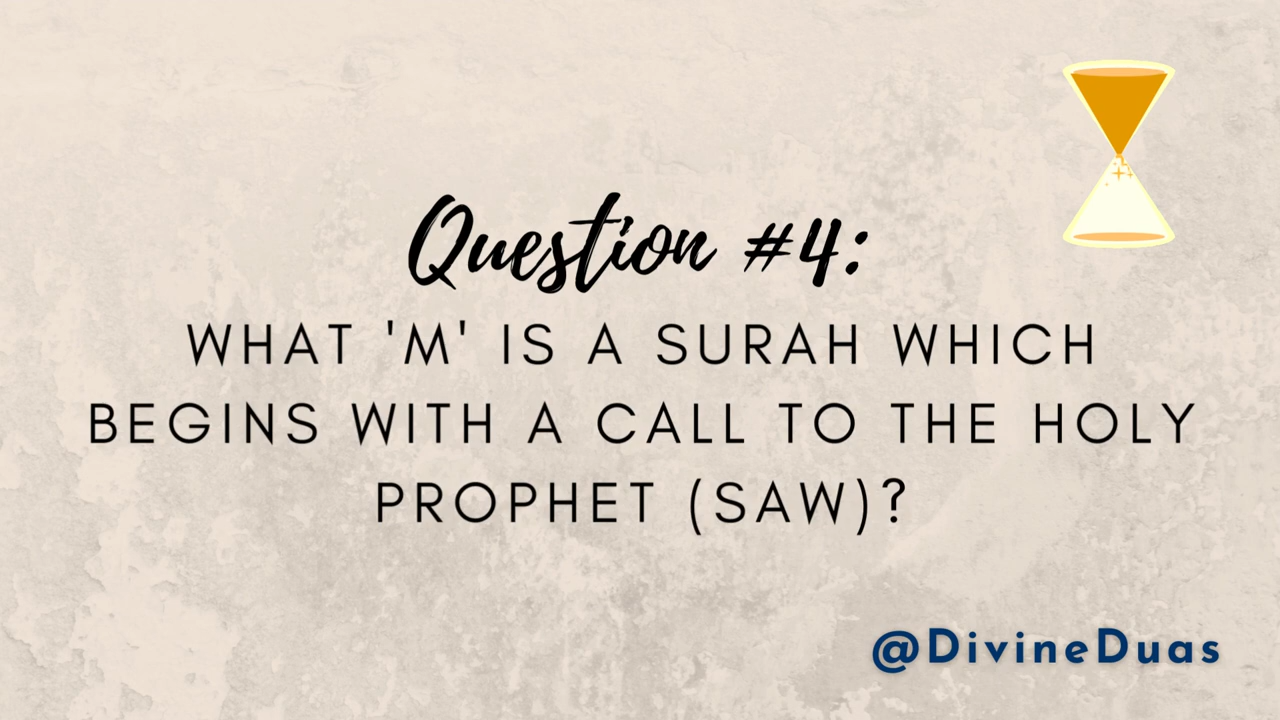 Question #4:
WHAT 'M' IS A SURAH WHICH
BEGINS WITH A CALL TO THE HOLY
PROPHET (SAW)?
@DivineDuas